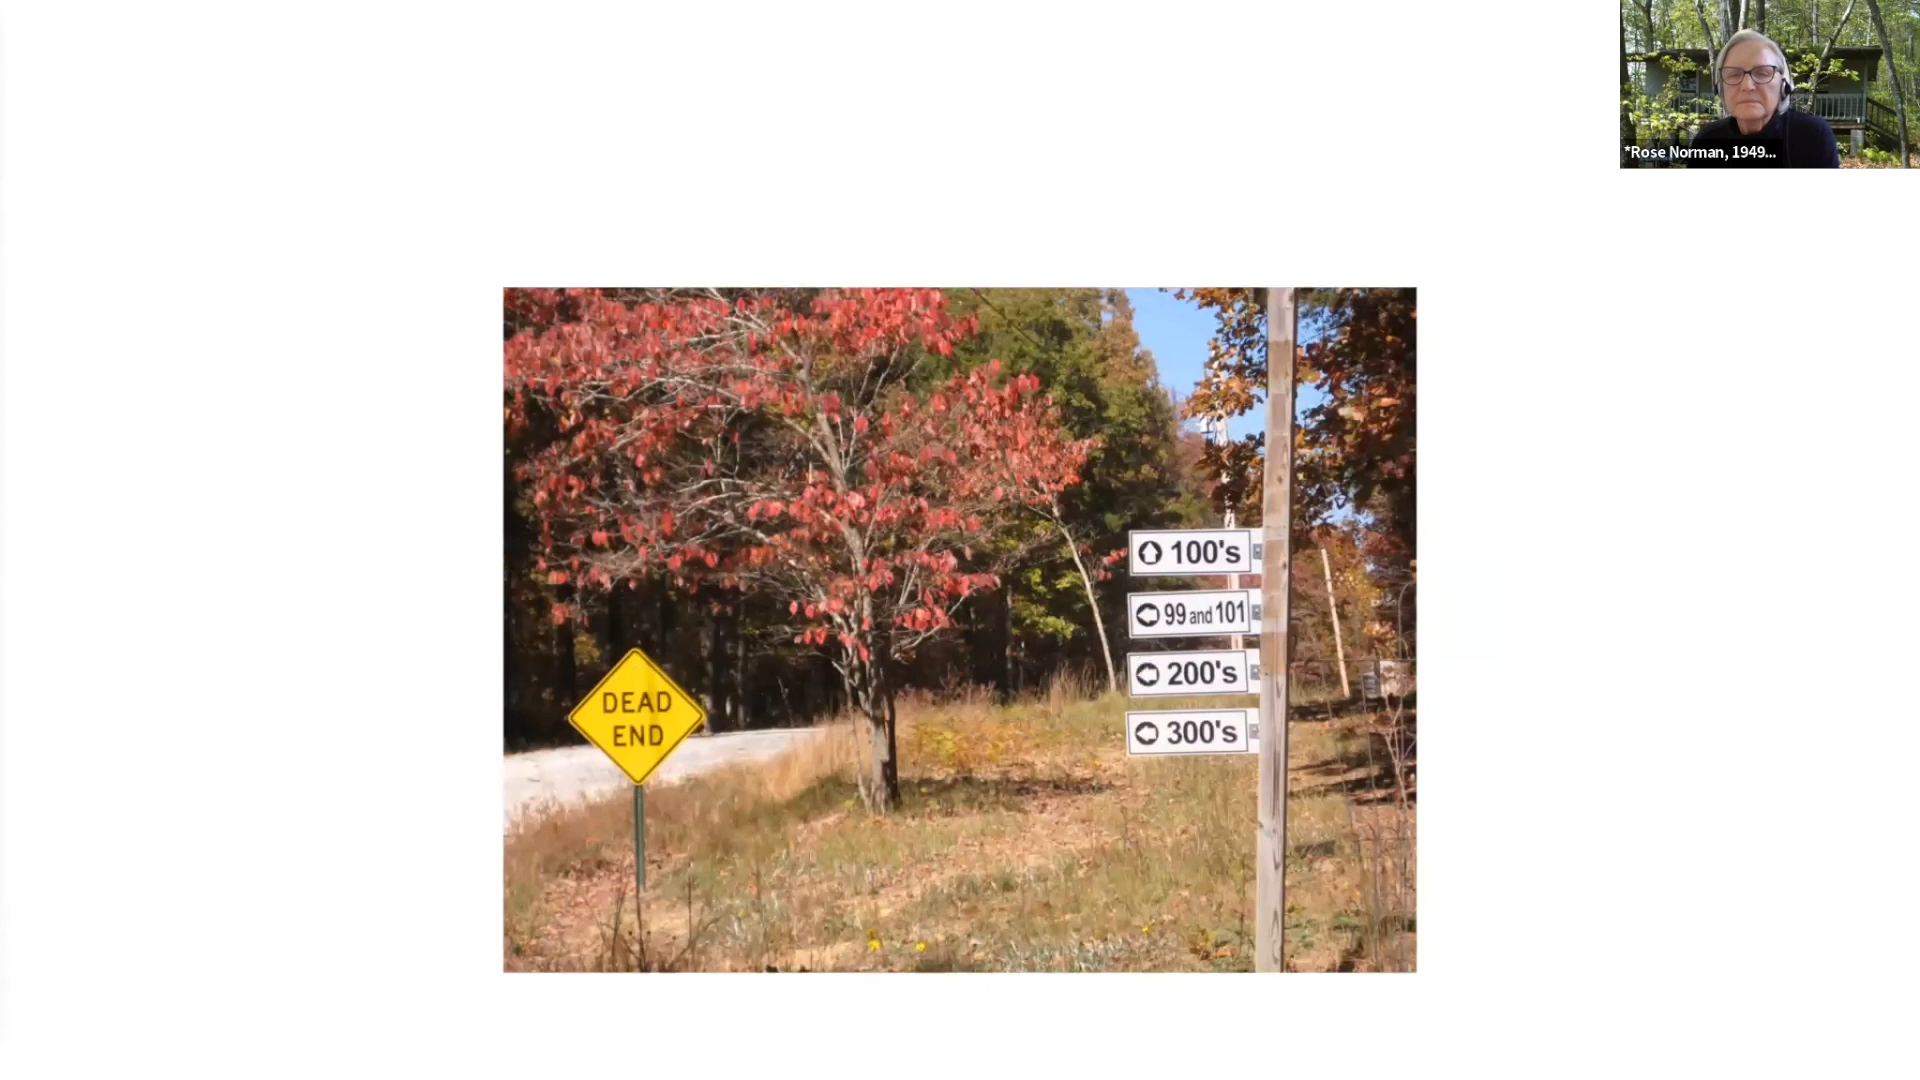 *Rose Norman, 1949...
100's
99 and 101
200's
300's
DEAD
END